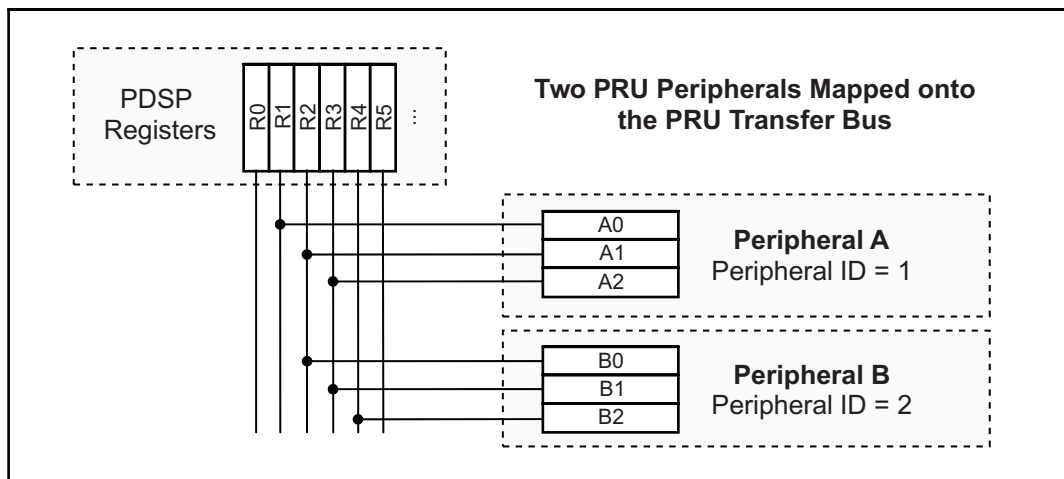 PDSP
Registers
R0
R1
R2
R3
R4
R5
...
Two PRU Peripherals Mapped onto
the PRU Transfer Bus
A0
A1
A2
Peripheral A
Peripheral ID = 1
B0
B1
B2
Peripheral B
Peripheral ID = 2